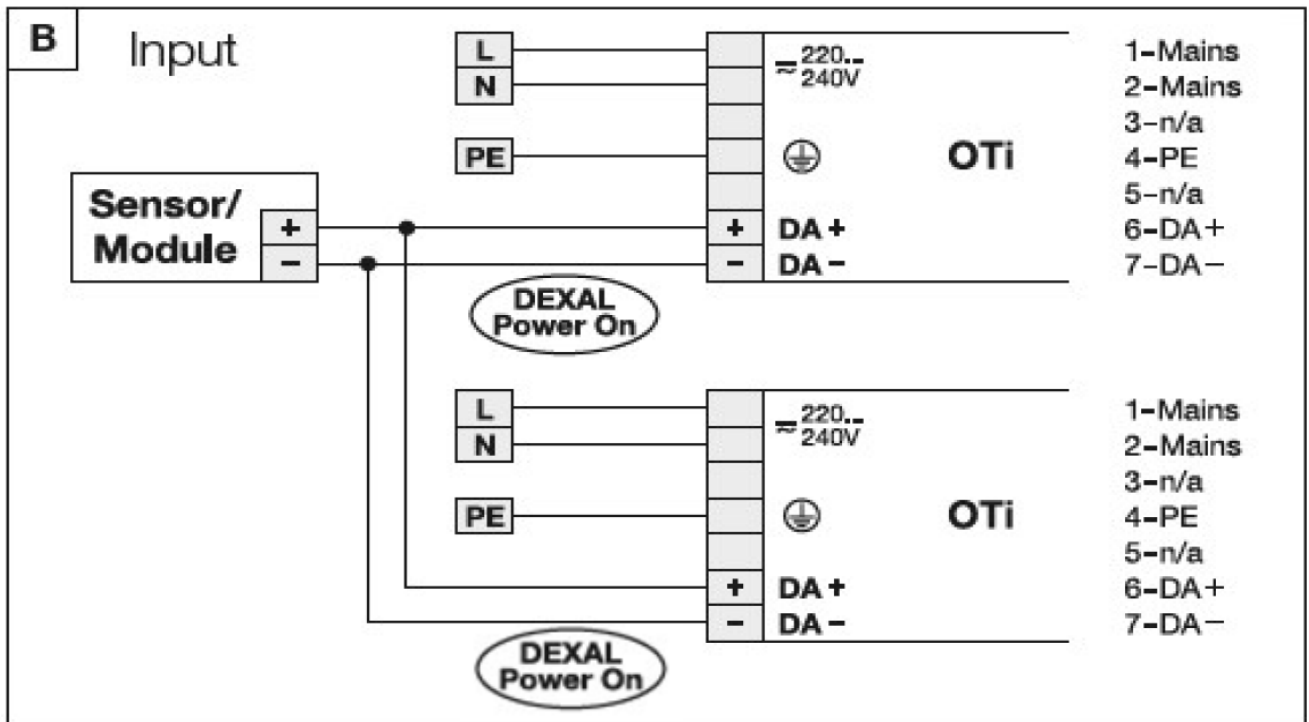 B Input
L
N
PE
⎓ 220...
~ 240V
OTi
1-Mains
2-Mains
3-n/a
4-PE
5-n/a
6-DA+
7-DA-
Sensor/
Module
+
-
+ DA+
- DA-
DEXAL
Power On
L
N
PE
⎓ 220...
~ 240V
OTi
1-Mains
2-Mains
3-n/a
4-PE
5-n/a
6-DA+
7-DA-
+ DA+
- DA-
DEXAL
Power On